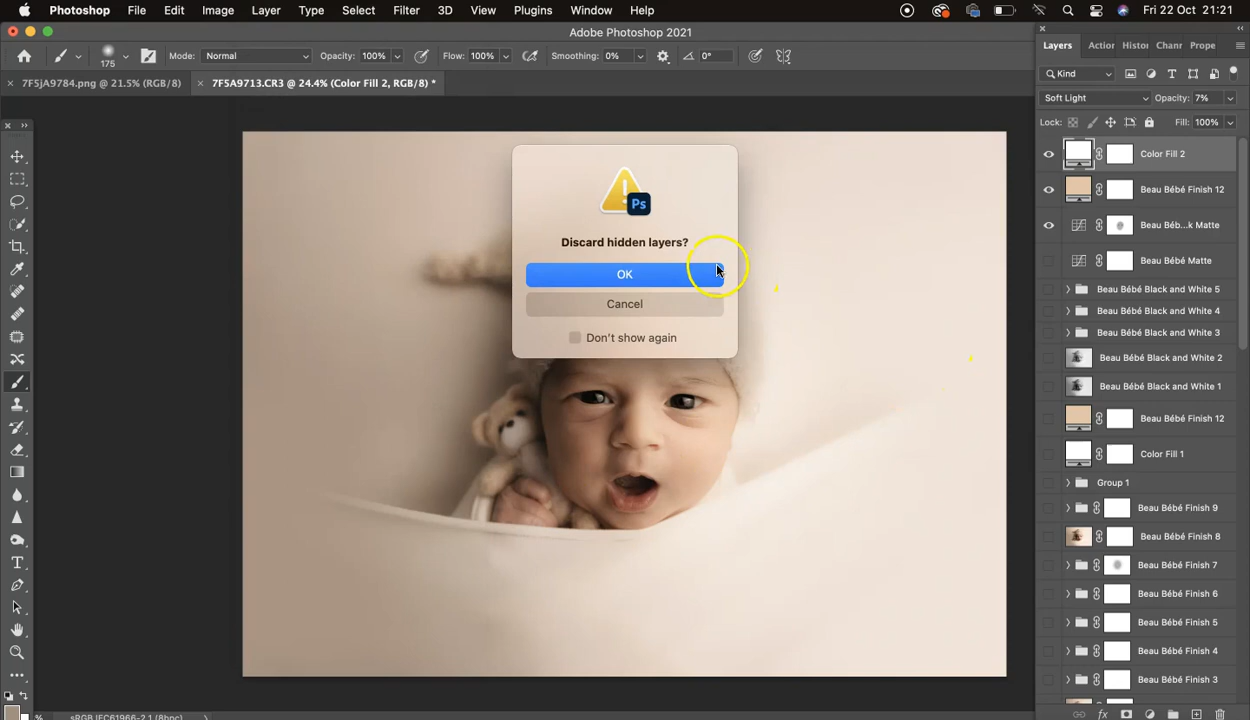 Photoshop File Edit Image Layer Type Select Filter 3D View Plugins Window Help Fri 22 Oct 21:21
Adobe Photoshop 2021
175 Mode: Normal Opacity: 100% Flow: 100% Smoothing: 0% 0°
7F5jA9784.png @ 21.5% (RGB/8) 7F5A9713.CR3 @ 24.4% (Color Fill 2, RGB/8) *
Layers Action Histor Chanr Prope
Kind
Soft Light Opacity: 7%
Lock: Fill: 100%
Color Fill 2
Beau Bébé Finish 12
Beau Béb...k Matte
Beau Bébé Matte
Beau Bébé Black and White 5
Beau Bébé Black and White 4
Beau Bébé Black and White 3
Beau Bébé Black and White 2
Beau Bébé Black and White 1
Beau Bébé Finish 12
Color Fill 1
Group 1
Beau Bébé Finish 9
Beau Bébé Finish 8
Beau Bébé Finish 7
Beau Bébé Finish 6
Beau Bébé Finish 5
Beau Bébé Finish 4
Beau Bébé Finish 3
Ps
Discard hidden layers?
OK
Cancel
Don't show again
fx